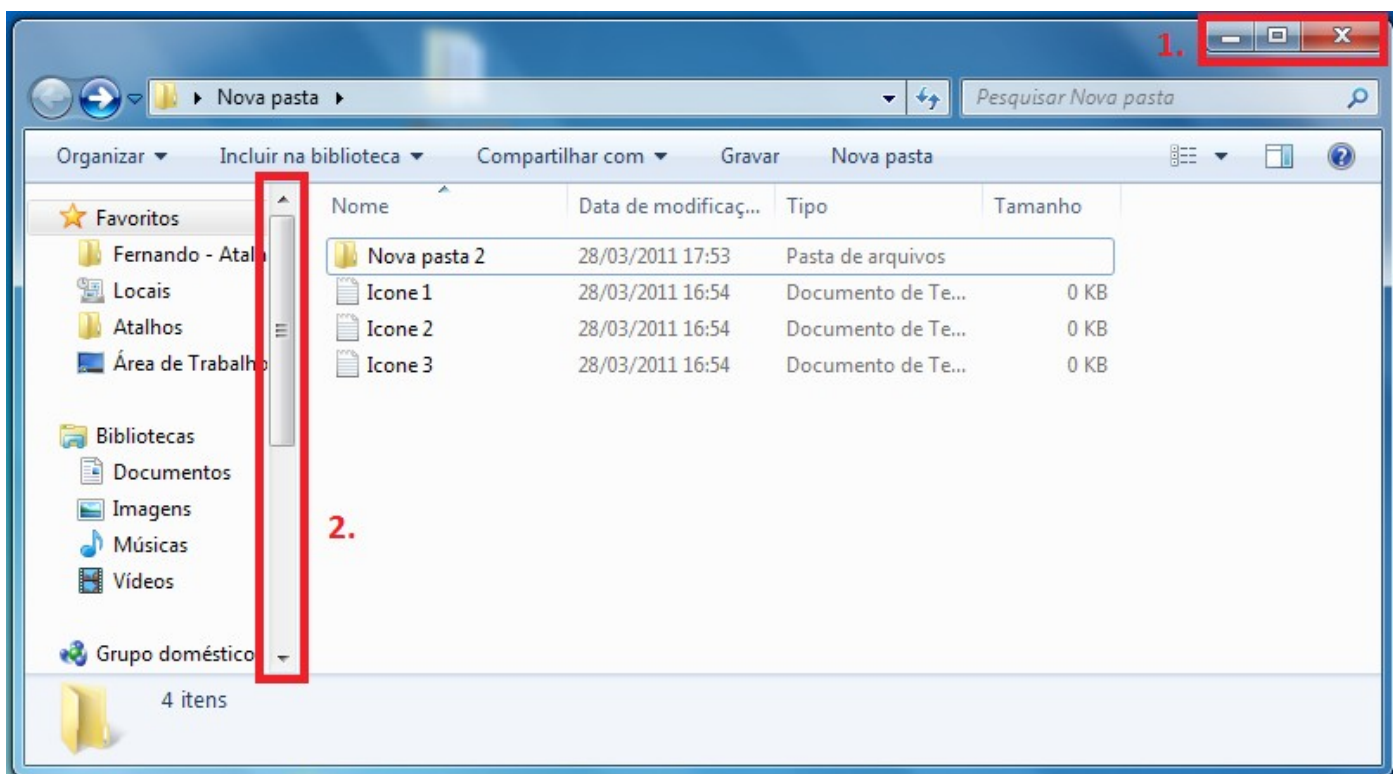 1.
Nova pasta
Pesquisar Nova pasta
Organizar Incluir na biblioteca Compartilhar com Gravar Nova pasta
Favoritos
Fernando - Atalh
Locais
Atalhos
Área de Trabalho
Bibliotecas
Documentos
Imagens
Músicas
Vídeos
Grupo doméstico
2.
Nome Data de modificaç... Tipo Tamanho
Nova pasta 2 28/03/2011 17:53 Pasta de arquivos
Icone 1 28/03/2011 16:54 Documento de Te... 0 KB
Icone 2 28/03/2011 16:54 Documento de Te... 0 KB
Icone 3 28/03/2011 16:54 Documento de Te... 0 KB
4 itens